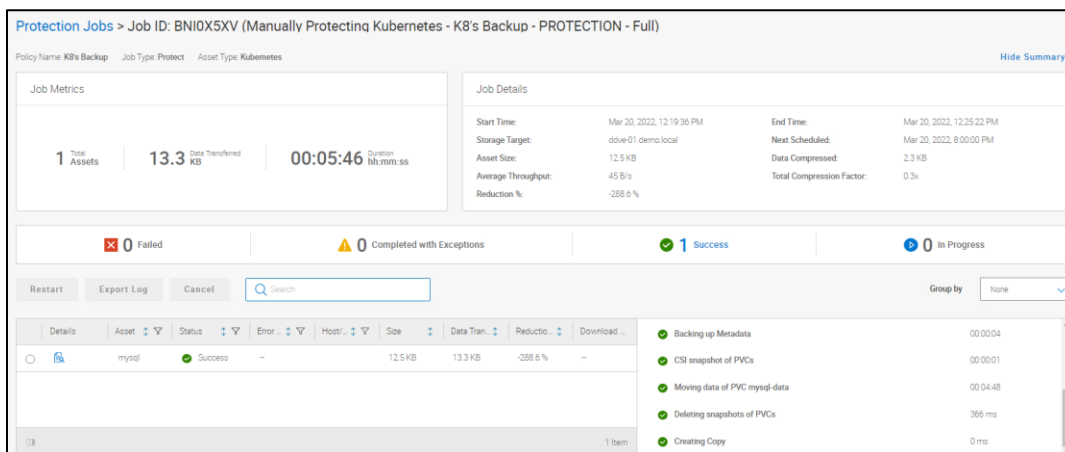 Protection Jobs > Job ID: BNI0X5XV (Manually Protecting Kubernetes - K8's Backup - PROTECTION - Full)
Policy Name: K8's Backup Job Type: Protect Asset Type: Kubernetes Hide Summary
Job Metrics
1 Total Assets 13.3 Data Transferred KB 00:05:46 Duration hh:mm:ss
Job Details
Start Time: Mar 20, 2022, 12:19:36 PM End Time: Mar 20, 2022, 12:25:22 PM
Storage Target: ddve-01.demo.local Next Scheduled: Mar 20, 2022, 8:00:00 PM
Asset Size: 12.5 KB Data Compressed: 2.3 KB
Average Throughput: 45 B/s Total Compression Factor: 0.3x
Reduction %: -288.6 %
0 Failed 0 Completed with Exceptions 1 Success 0 In Progress
Restart Export Log Cancel Search Group by None
Details Asset Status Error ... Host/... Size Data Tran... Reductio... Download ...
mysql Success – 12.5 KB 13.3 KB -288.6 % –
1 Item
Backing up Metadata 00:00:04
CSI snapshot of PVCs 00:00:01
Moving data of PVC mysql-data 00:04:48
Deleting snapshots of PVCs 366 ms
Creating Copy 0 ms